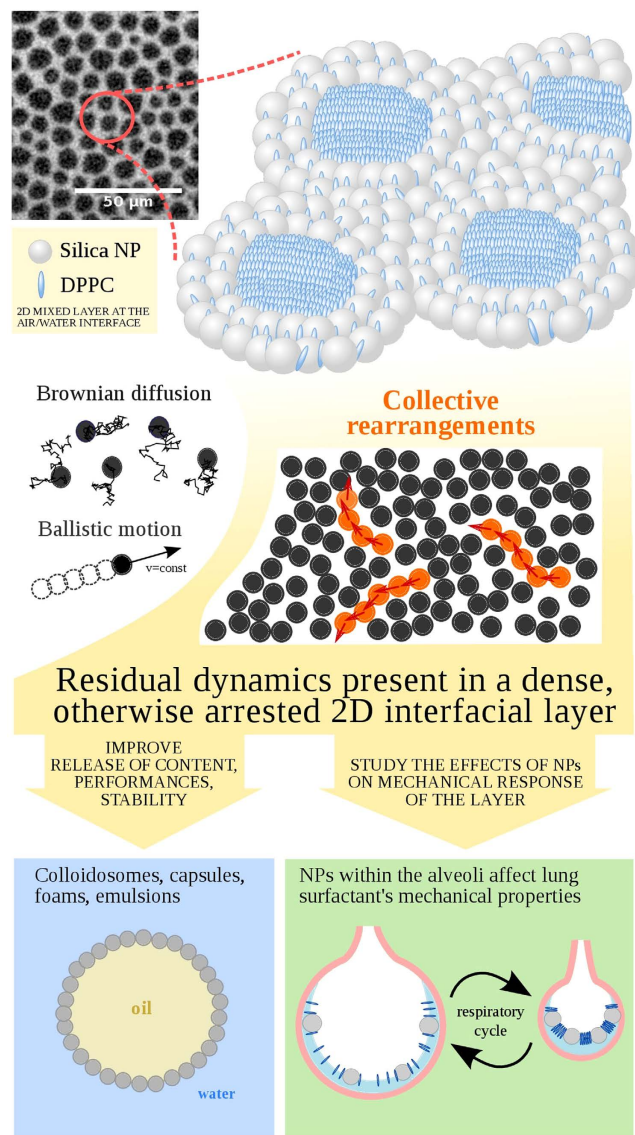 50 μm
Silica NP
DPPC
2D MIXED LAYER AT THE
AIR/WATER INTERFACE
Brownian diffusion
Ballistic motion
v=const
Collective
rearrangements
Residual dynamics present in a dense,
otherwise arrested 2D interfacial layer
IMPROVE
RELEASE OF CONTENT,
PERFORMANCES,
STABILITY
STUDY THE EFFECTS OF NPs
ON MECHANICAL RESPONSE
OF THE LAYER
Colloidosomes, capsules,
foams, emulsions
oil
water
NPs within the alveoli affect lung
surfactant's mechanical properties
respiratory
cycle